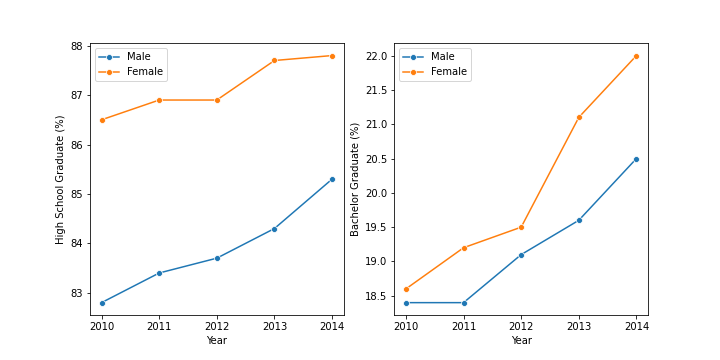 Male
Female
88
87
86
85
84
83
High School Graduate (%)
2010 2011 2012 2013 2014
Year
Male
Female
22.0
21.5
21.0
20.5
20.0
19.5
19.0
18.5
Bachelor Graduate (%)
2010 2011 2012 2013 2014
Year